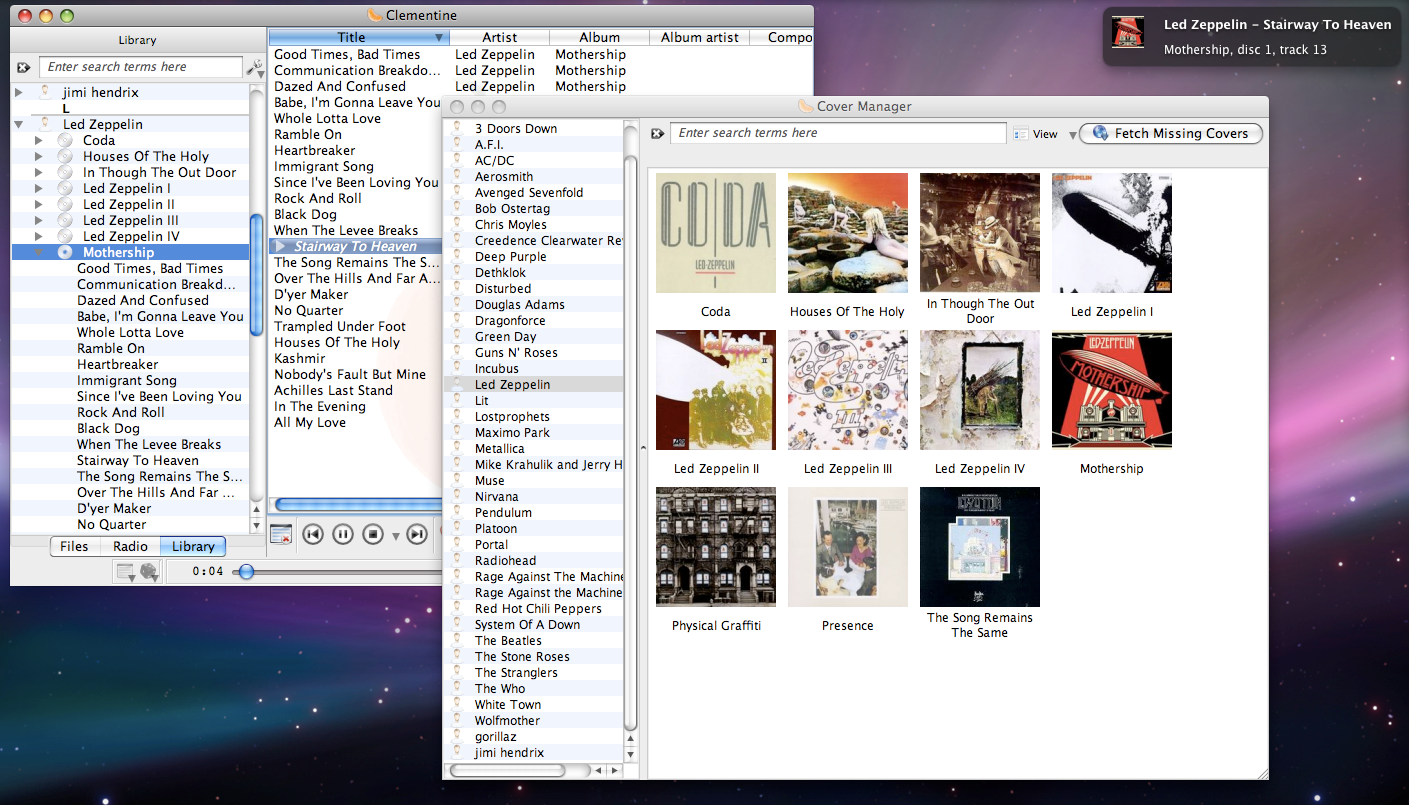 Clementine
Library
Enter search terms here
jimi hendrix
L
Led Zeppelin
Coda
Houses Of The Holy
In Though The Out Door
Led Zeppelin I
Led Zeppelin II
Led Zeppelin III
Led Zeppelin IV
Mothership
Good Times, Bad Times
Communication Breakd...
Dazed And Confused
Babe, I'm Gonna Leave You
Whole Lotta Love
Ramble On
Heartbreaker
Immigrant Song
Since I've Been Loving You
Rock And Roll
Black Dog
When The Levee Breaks
Stairway To Heaven
The Song Remains The S...
Over The Hills And Far ...
D'yer Maker
No Quarter
Files Radio Library
0:04
Title Artist Album Album artist Compo
Good Times, Bad Times Led Zeppelin Mothership
Communication Breakdo... Led Zeppelin Mothership
Dazed And Confused Led Zeppelin Mothership
Babe, I'm Gonna Leave You
Whole Lotta Love
Ramble On
Heartbreaker
Immigrant Song
Since I've Been Loving You
Rock And Roll
Black Dog
When The Levee Breaks
Stairway To Heaven
The Song Remains The S...
Over The Hills And Far A...
D'yer Maker
No Quarter
Trampled Under Foot
Houses Of The Holy
Kashmir
Nobody's Fault But Mine
Achilles Last Stand
In The Evening
All My Love
Cover Manager
Enter search terms here
View
Fetch Missing Covers
3 Doors Down
A.F.I.
AC/DC
Aerosmith
Avenged Sevenfold
Bob Ostertag
Chris Moyles
Creedence Clearwater Re
Deep Purple
Dethklok
Disturbed
Douglas Adams
Dragonforce
Green Day
Guns N' Roses
Incubus
Led Zeppelin
Lit
Lostprophets
Maximo Park
Metallica
Mike Krahulik and Jerry H
Muse
Nirvana
Pendulum
Platoon
Portal
Radiohead
Rage Against The Machine
Rage Against the Machine
Red Hot Chili Peppers
System Of A Down
The Beatles
The Stone Roses
The Stranglers
The Who
White Town
Wolfmother
gorillaz
jimi hendrix
CODA
LED-ZEPPELIN
Coda
Houses Of The Holy
In Though The Out
Door
Led Zeppelin I
Led Zeppelin II
Led Zeppelin III
Led Zeppelin IV
LED ZEPPELIN
MOTHERSHIP
Mothership
Physical Graffiti
Presence
The Song Remains
The Same
Led Zeppelin - Stairway To Heaven
Mothership, disc 1, track 13